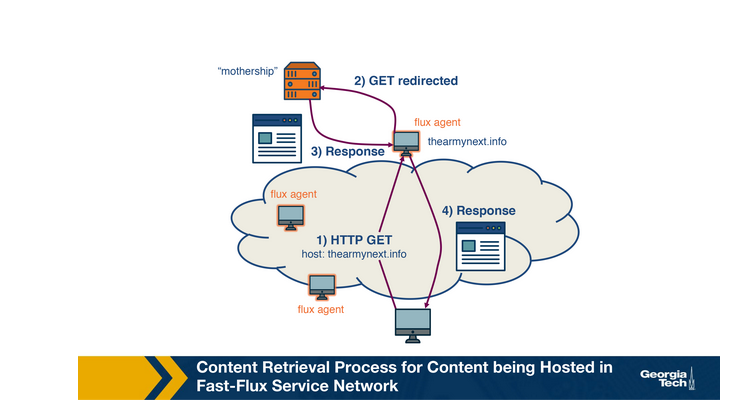 “mothership”
2) GET redirected
flux agent
thearmynext.info
3) Response
flux agent
4) Response
1) HTTP GET
host: thearmynext.info
flux agent
Content Retrieval Process for Content being Hosted in
Fast-Flux Service Network
Georgia
Tech